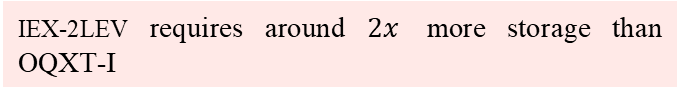 IEX-2LEV requires around 2x more storage than
OQXT-I